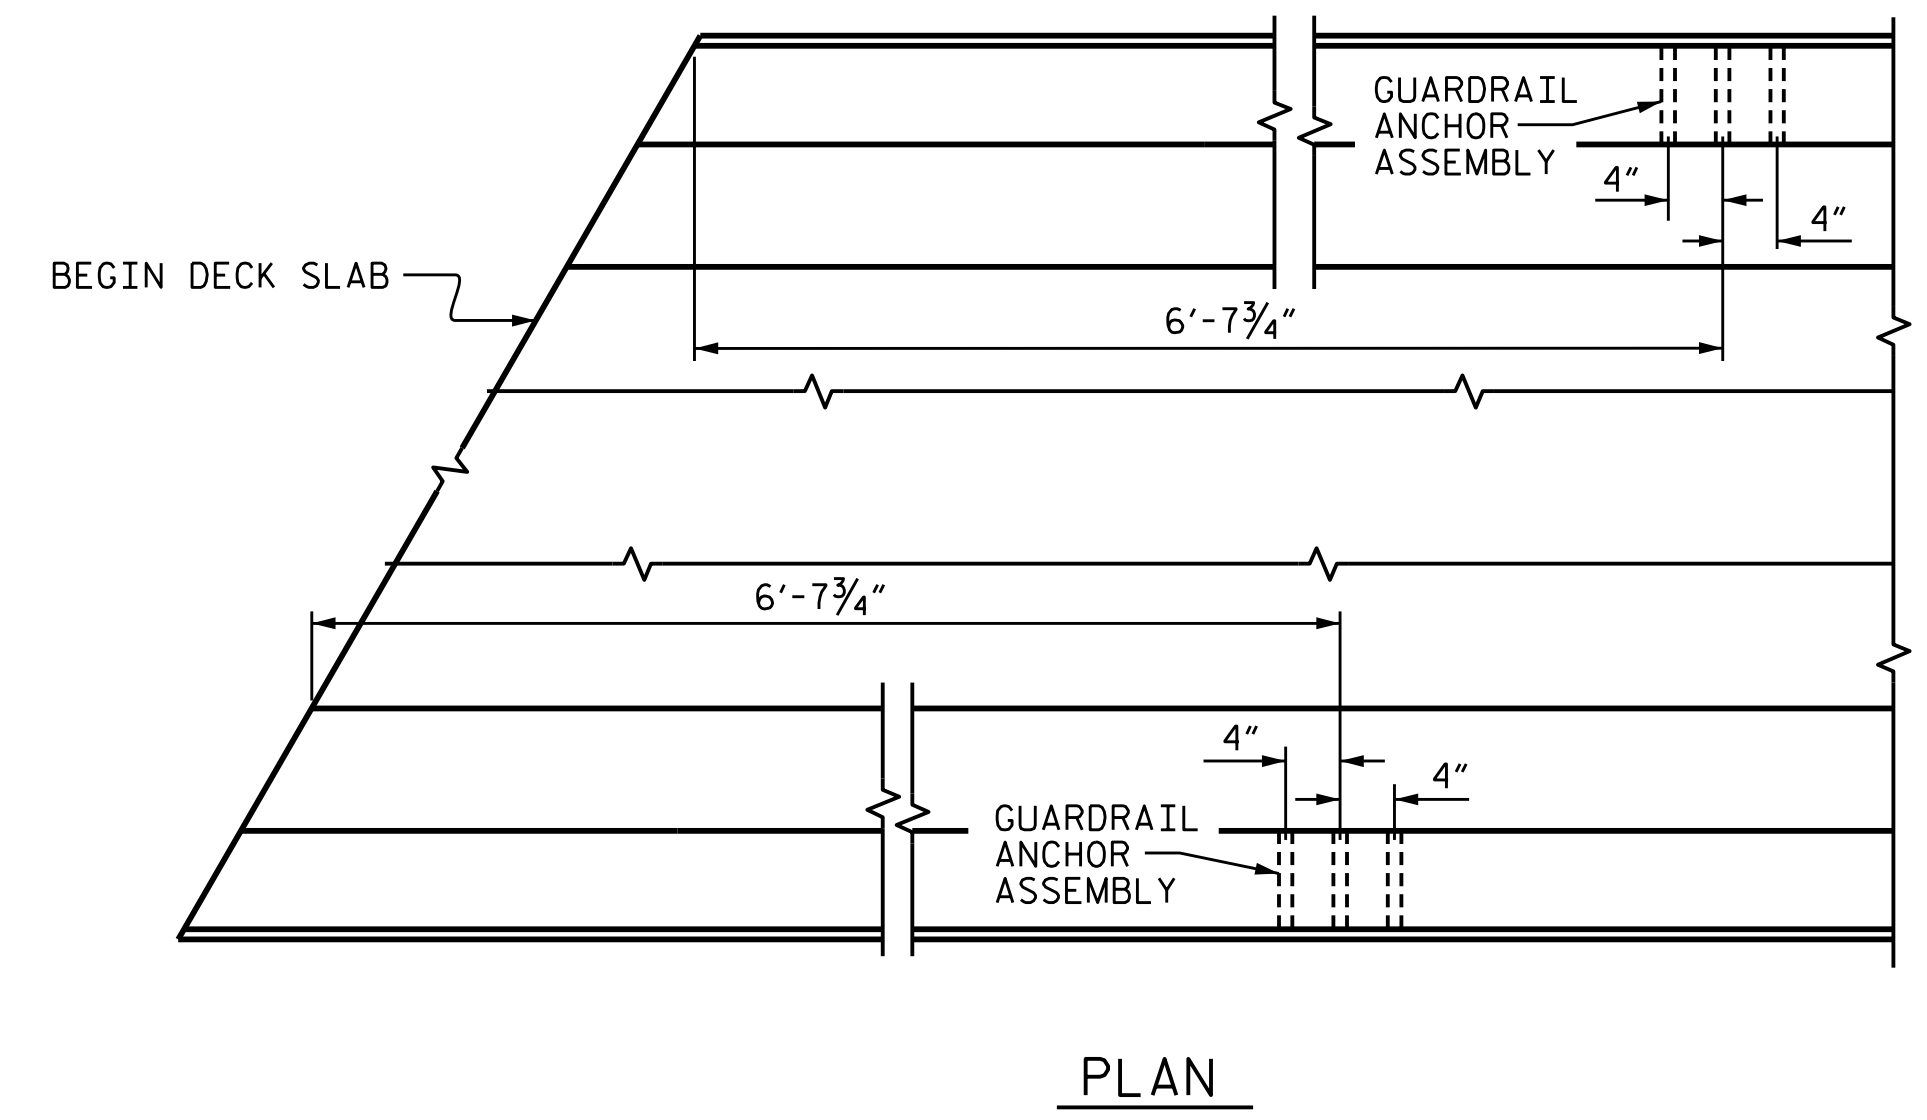 GUARDRAIL
ANCHOR
ASSEMBLY
4"
4"
BEGIN DECK SLAB
6'-7¾"
6'-7¾"
4"
4"
GUARDRAIL
ANCHOR
ASSEMBLY
PLAN